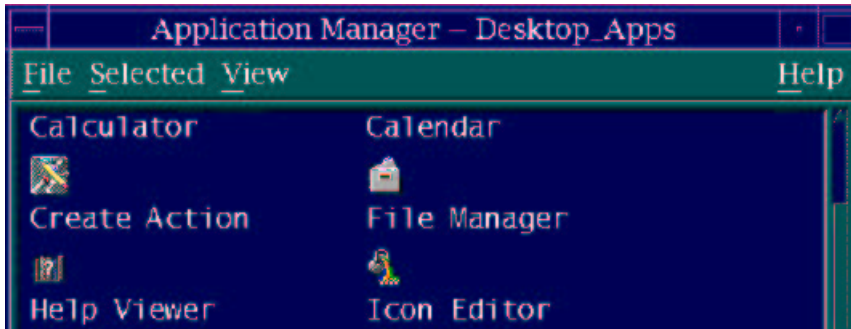 Application Manager – Desktop_Apps
File Selected View Help
Calculator Calendar
Create Action File Manager
Help Viewer Icon Editor